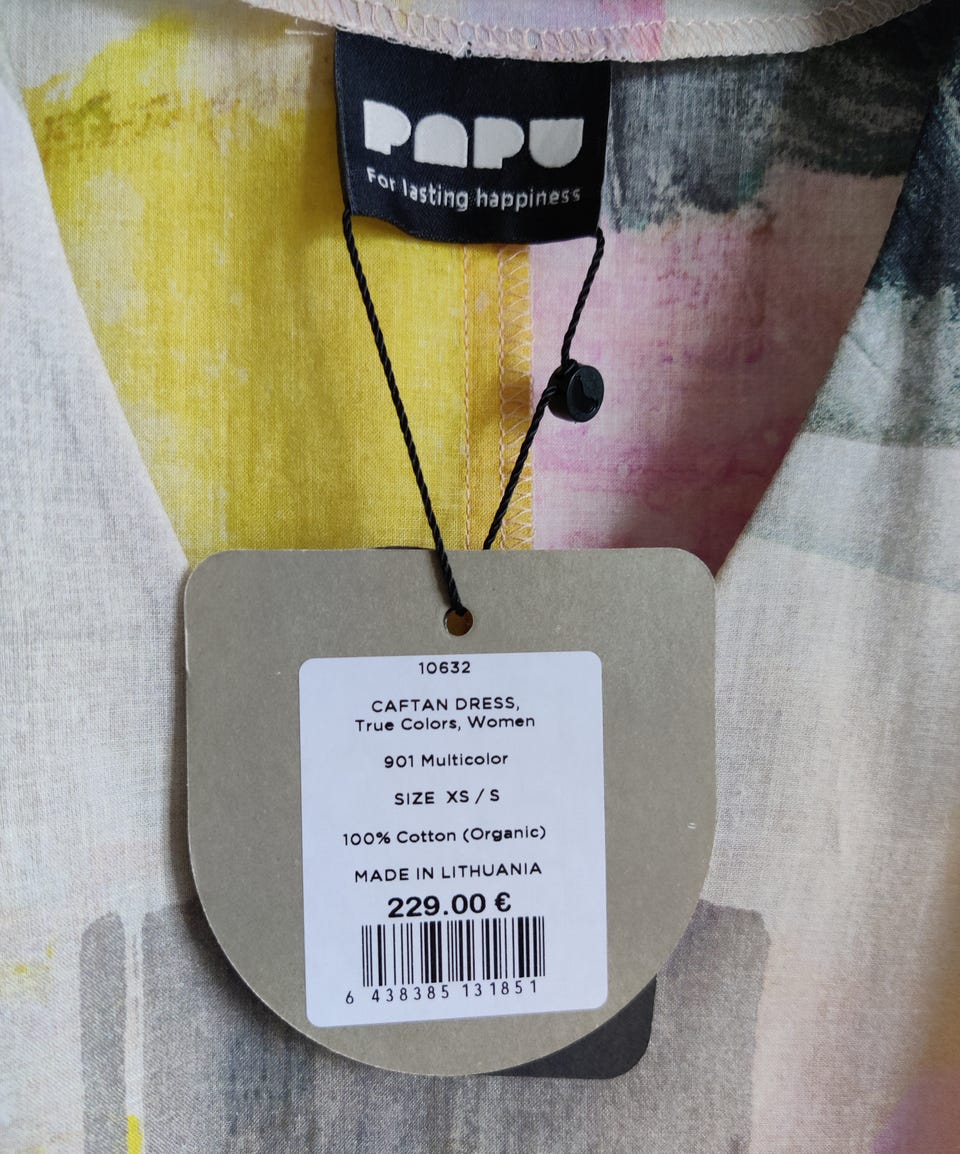 PAPU
For lasting happiness
10632
CAFTAN DRESS,
True Colors, Women
901 Multicolor
SIZE XS / S
100% Cotton (Organic)
MADE IN LITHUANIA
229.00 €
6 438385 131851